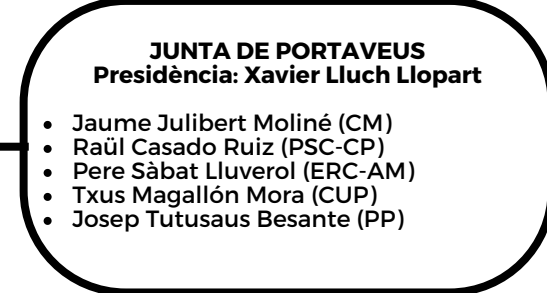 JUNTA DE PORTAVEUS
Presidència: Xavier Lluch Llopart
• Jaume Julibert Moliné (CM)
• Raül Casado Ruiz (PSC-CP)
• Pere Sàbat Lluverol (ERC-AM)
• Txus Magallón Mora (CUP)
• Josep Tutusaus Besante (PP)